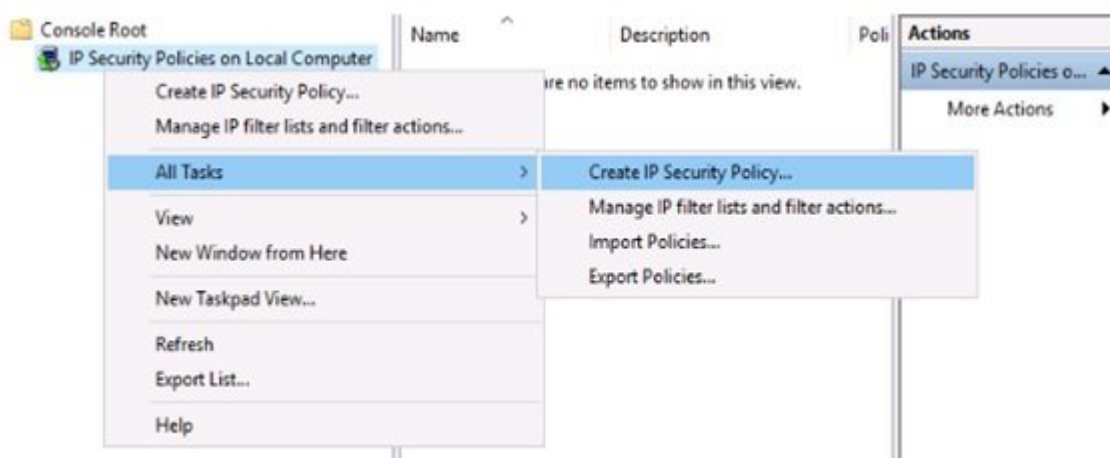 Console Root
IP Security Policies on Local Computer
Name Description Poli
are no items to show in this view.
Actions
IP Security Policies o...
More Actions
Create IP Security Policy...
Manage IP filter lists and filter actions...
All Tasks
View
New Window from Here
New Taskpad View...
Refresh
Export List...
Help
Create IP Security Policy...
Manage IP filter lists and filter actions...
Import Policies...
Export Policies...